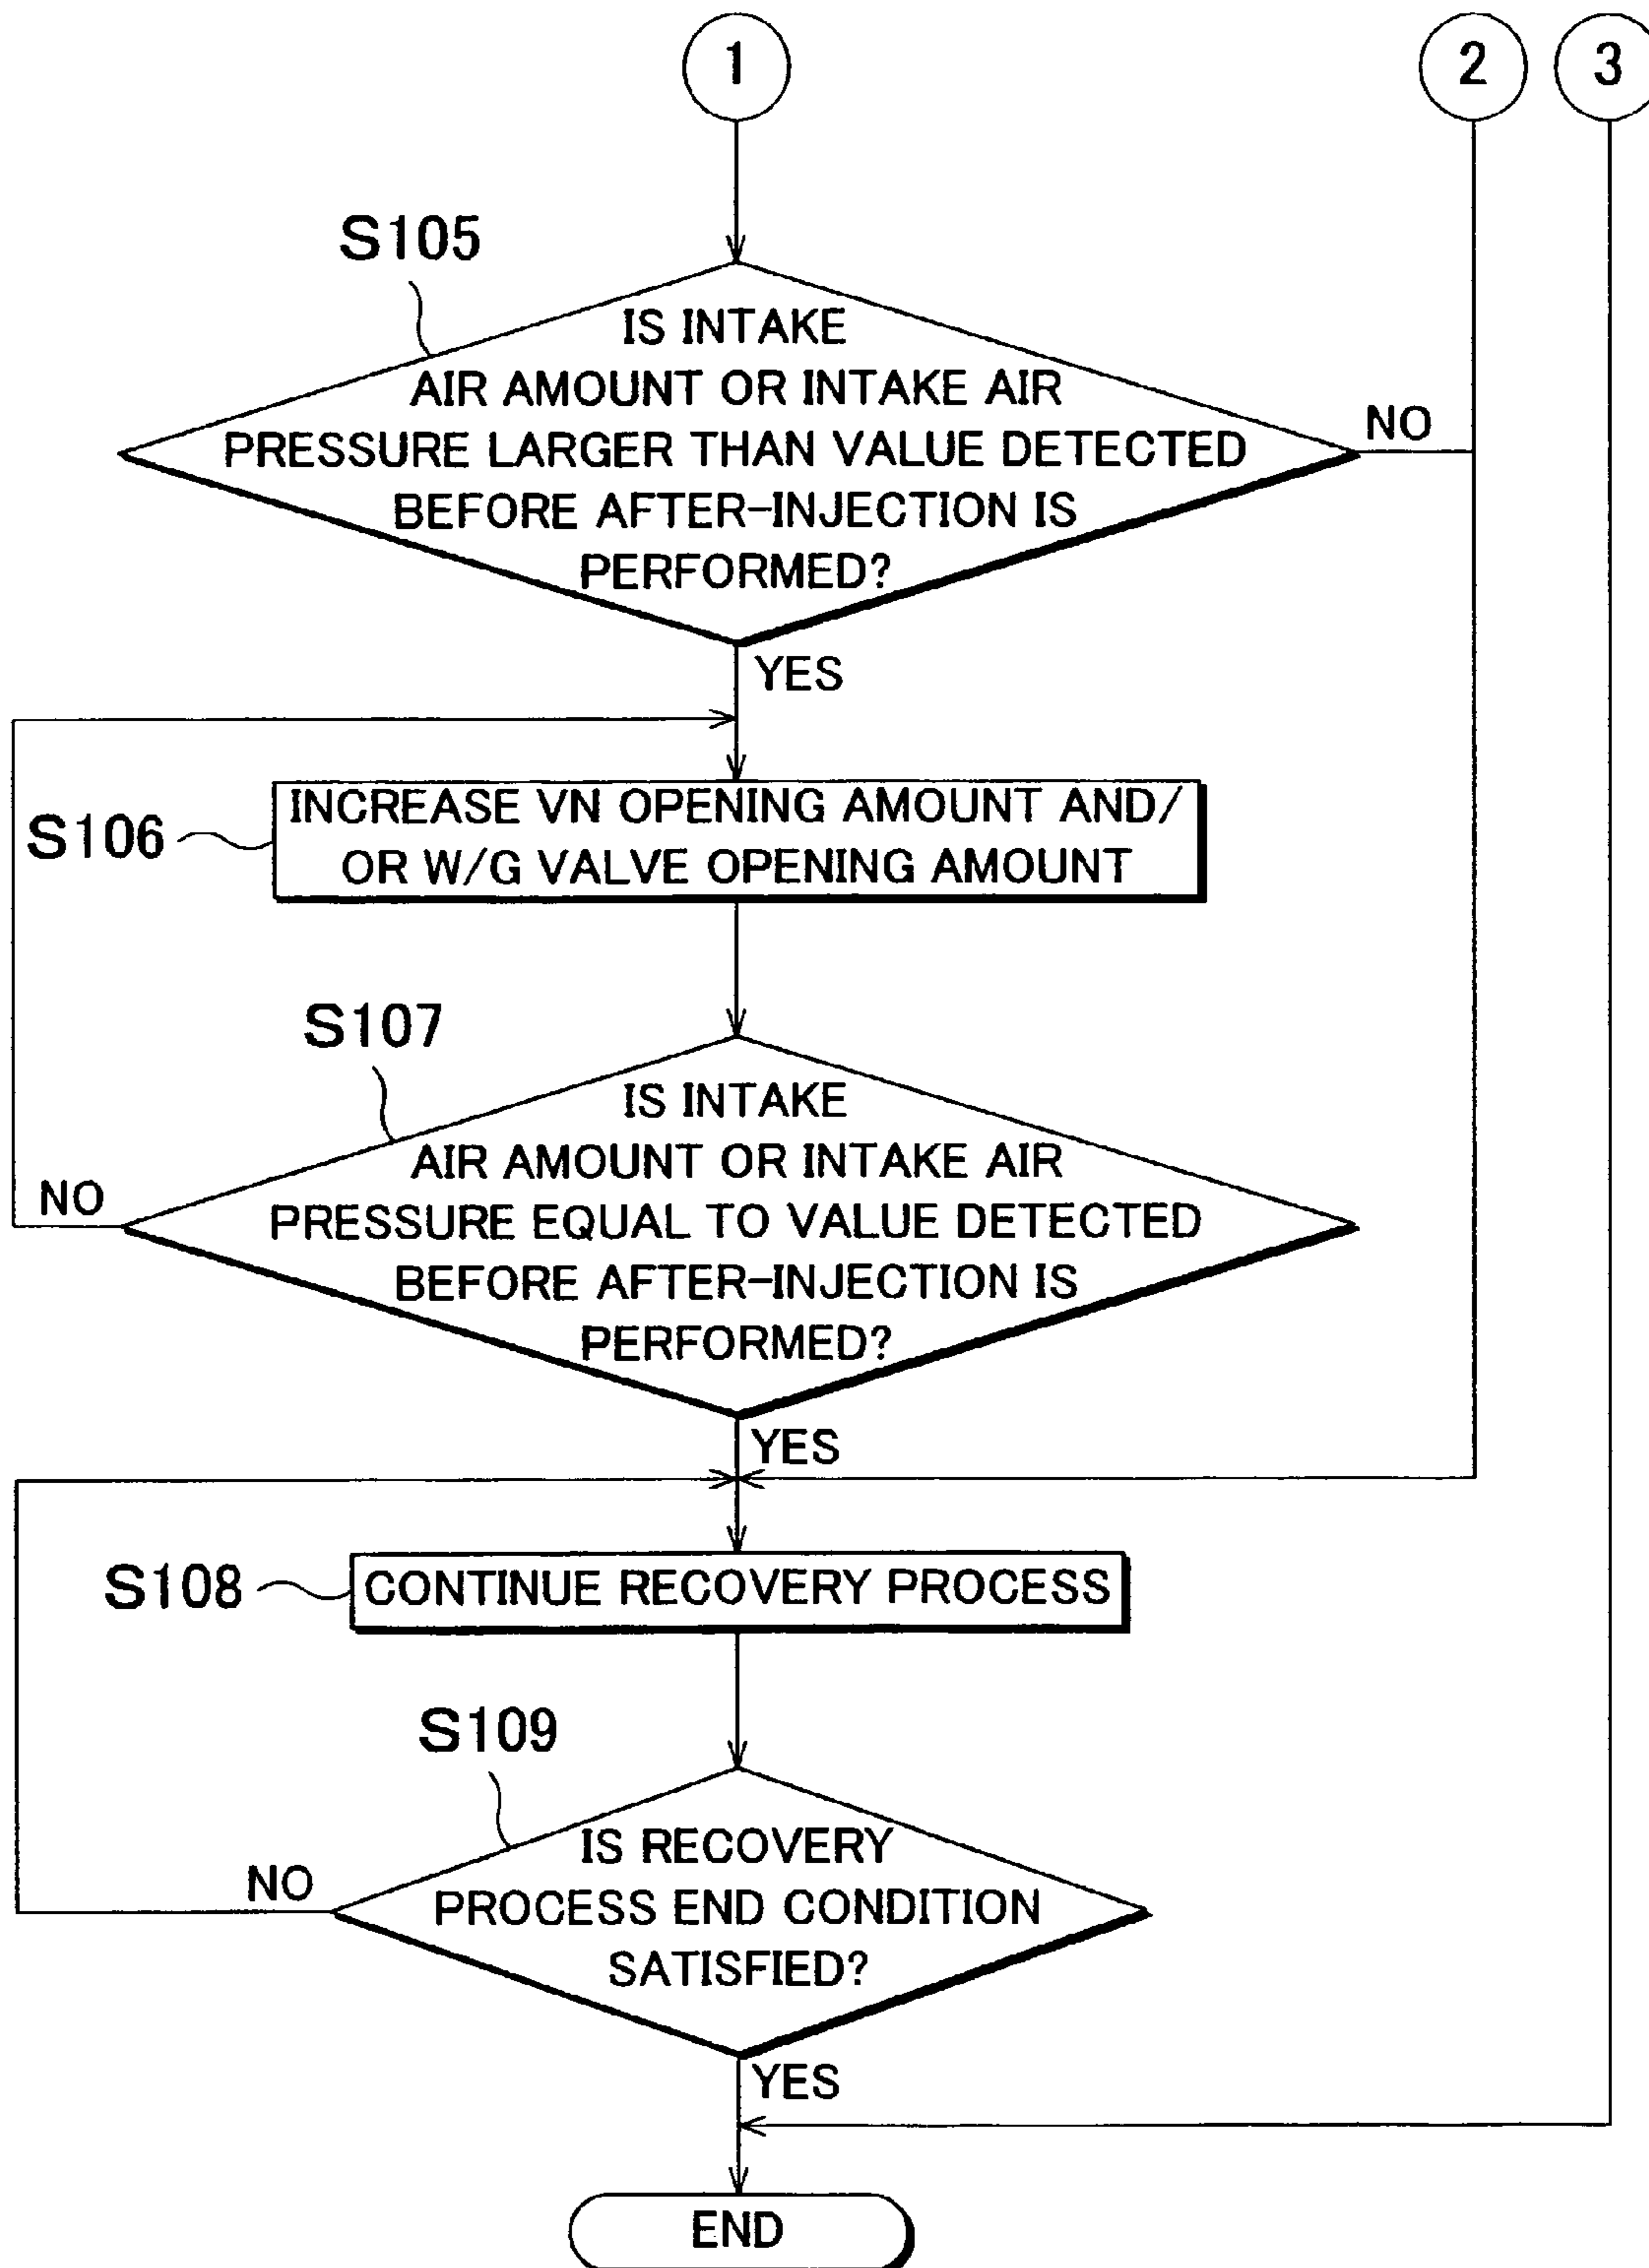 1
2
3
S105
IS INTAKE
AIR AMOUNT OR INTAKE AIR
PRESSURE LARGER THAN VALUE DETECTED
BEFORE AFTER-INJECTION IS
PERFORMED?
NO
YES
S106
INCREASE VN OPENING AMOUNT AND/
OR W/G VALVE OPENING AMOUNT
S107
IS INTAKE
AIR AMOUNT OR INTAKE AIR
PRESSURE EQUAL TO VALUE DETECTED
BEFORE AFTER-INJECTION IS
PERFORMED?
NO
YES
S108
CONTINUE RECOVERY PROCESS
S109
IS RECOVERY
PROCESS END CONDITION
SATISFIED?
NO
YES
END